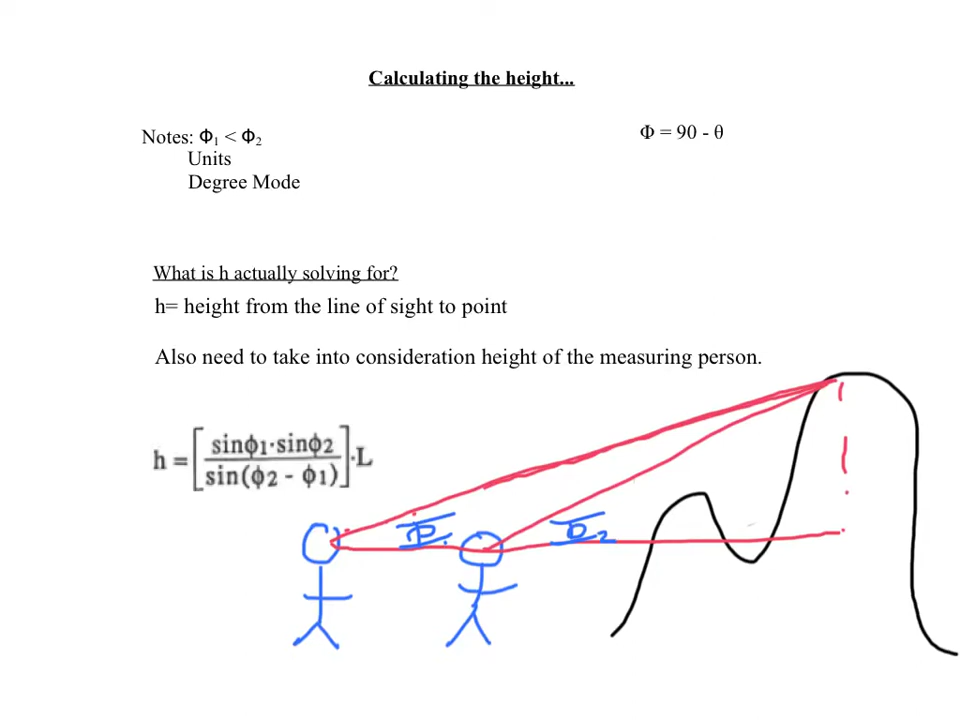 Calculating the height...
Notes: Φ₁ < Φ₂
Φ = 90 - θ
Units
Degree Mode
What is h actually solving for?
h= height from the line of sight to point
Also need to take into consideration height of the measuring person.
h = [sinϕ1·sinϕ2 / sin(ϕ2 - ϕ1)]·L
Φ₁ Φ₂